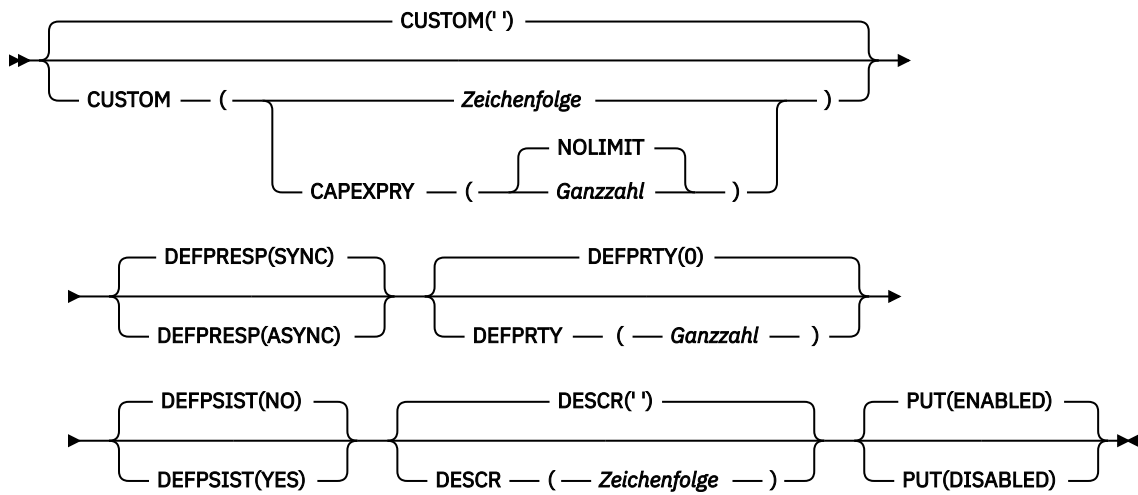 CUSTOM(' ')
CUSTOM ( Zeichenfolge )
NOLIMIT
CAPEXPRY ( Ganzzahl )
DEFPRESP(SYNC) DEFPRTY(0)
DEFPRESP(ASYNC) DEFPRTY ( Ganzzahl )
DEFPSIST(NO) DESCR(' ') PUT(ENABLED)
DEFPSIST(YES) DESCR ( Zeichenfolge ) PUT(DISABLED)